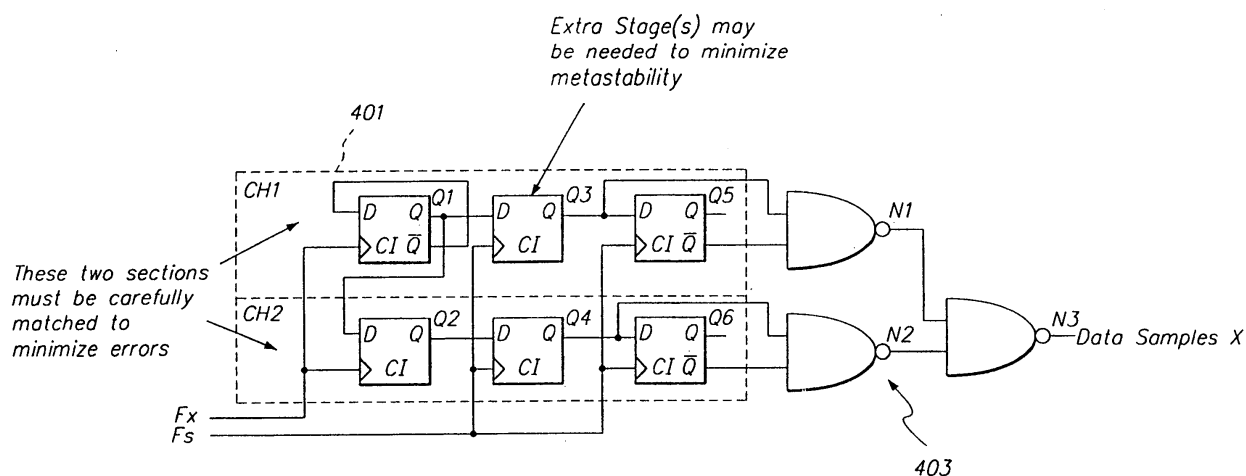 Extra Stage(s) may
be needed to minimize
metastability
401
CH1
D Q Q1
CI Q̅
D Q Q3
CI
D Q Q5
CI Q̅
N1
These two sections
must be carefully
matched to
minimize errors
CH2
D Q Q2
CI
D Q Q4
CI
D Q Q6
CI Q̅
N2
N3
Data Samples X
Fx
Fs
403